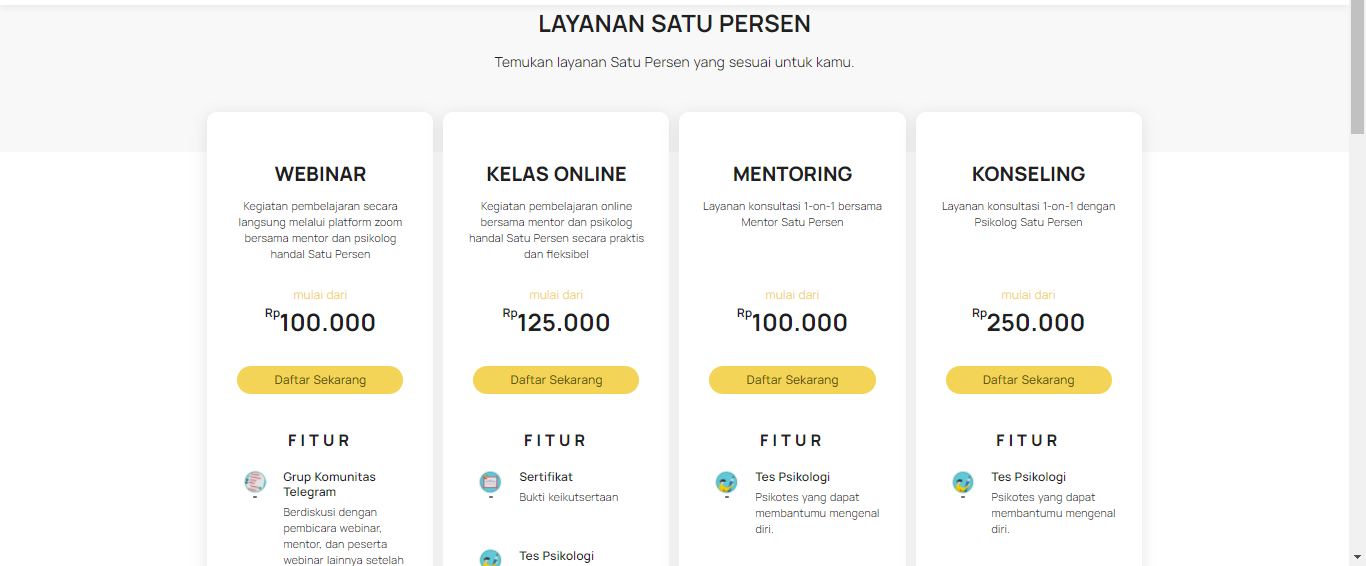 LAYANAN SATU PERSEN
Temukan layanan Satu Persen yang sesuai untuk kamu.
WEBINAR
Kegiatan pembelajaran secara
langsung melalui platform zoom
bersama mentor dan psikolog
handal Satu Persen
mulai dari
Rp100.000
Daftar Sekarang
FITUR
Grup Komunitas
Telegram
Berdiskusi dengan
pembicara webinar,
mentor, dan peserta
webinar lainnya setelah
KELAS ONLINE
Kegiatan pembelajaran online
bersama mentor dan psikolog
handal Satu Persen secara praktis
dan fleksibel
mulai dari
Rp125.000
Daftar Sekarang
FITUR
Sertifikat
Bukti keikutsertaan
Tes Psikologi
MENTORING
Layanan konsultasi 1-on-1 bersama
Mentor Satu Persen
mulai dari
Rp100.000
Daftar Sekarang
FITUR
Tes Psikologi
Psikotes yang dapat
membantumu mengenal
diri.
KONSELING
Layanan konsultasi 1-on-1 dengan
Psikolog Satu Persen
mulai dari
Rp250.000
Daftar Sekarang
FITUR
Tes Psikologi
Psikotes yang dapat
membantumu mengenal
diri.